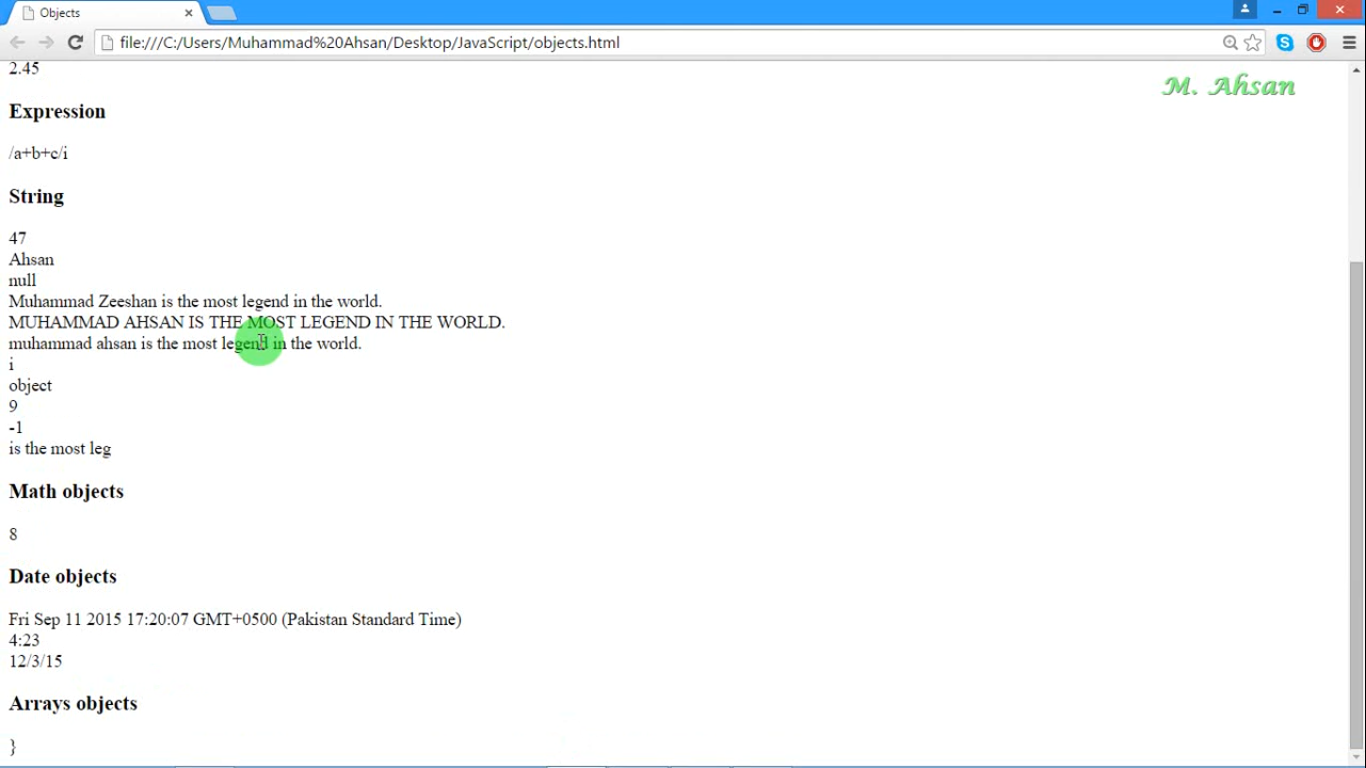 Objects
file:///C:/Users/Muhammad%20Ahsan/Desktop/JavaScript/objects.html
2.45
M. Ahsan
Expression
/a+b+c/i
String
47
Ahsan
null
Muhammad Zeeshan is the most legend in the world.
MUHAMMAD AHSAN IS THE MOST LEGEND IN THE WORLD.
muhammad ahsan is the most legend in the world.
i
object
9
-1
is the most leg
Math objects
8
Date objects
Fri Sep 11 2015 17:20:07 GMT+0500 (Pakistan Standard Time)
4:23
12/3/15
Arrays objects
}